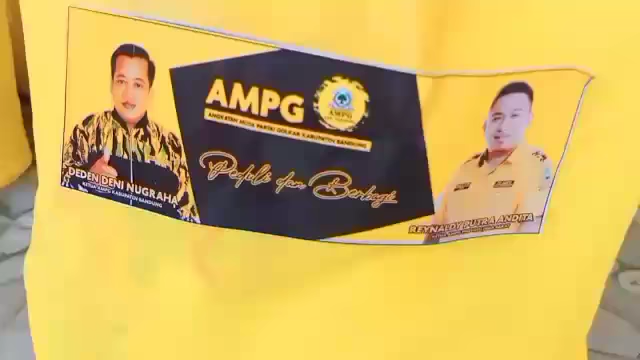 AMPG
ANGKATAN MUDA PARTAI GOLKAR KABUPATEN BANDUNG
AMPG
Peduli dan Berbagi
DEDEN DENI NUGRAHA
KETUA AMPG KABUPATEN BANDUNG
REYNALDY PUTRA ANDITA